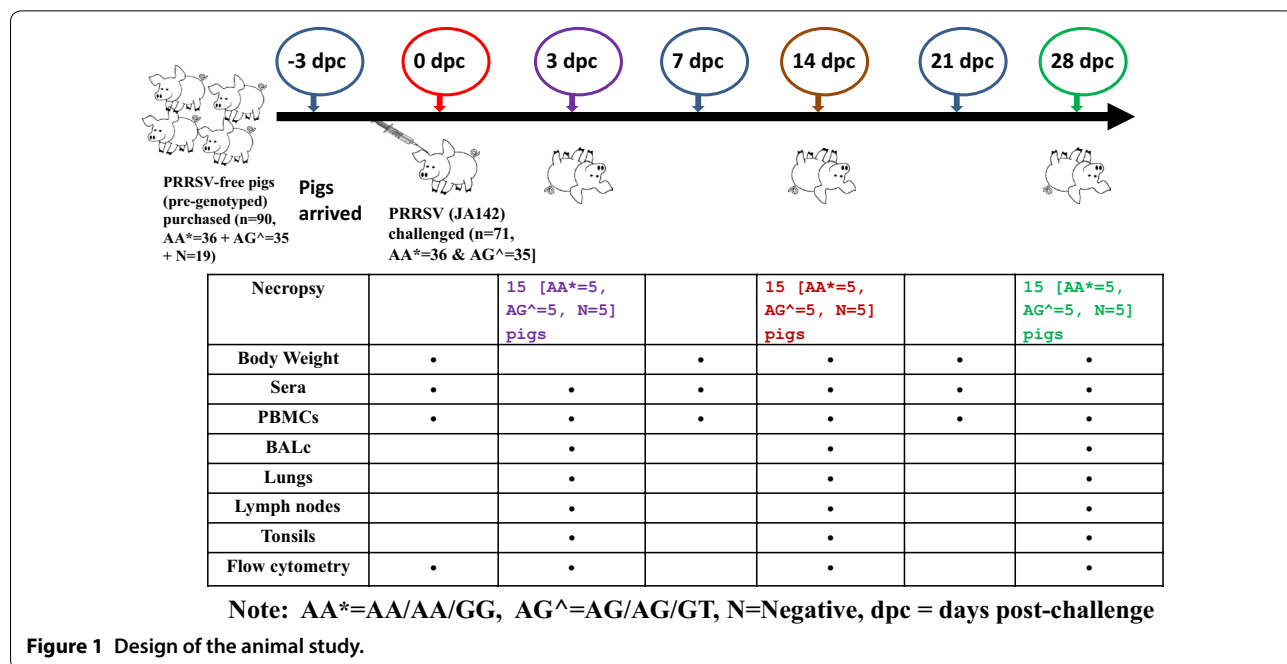 -3 dpc 0 dpc 3 dpc 7 dpc 14 dpc 21 dpc 28 dpc
PRRSV-free pigs
(pre-genotyped)
purchased (n=90,
AA*=36 + AG^=35
+ N=19)
Pigs
arrived
PRRSV (JA142)
challenged (n=71,
AA*=36 & AG^=35]
Necropsy
15 [AA*=5,
AG^=5, N=5]
pigs
15 [AA*=5,
AG^=5, N=5]
pigs
15 [AA*=5,
AG^=5, N=5]
pigs
Body Weight • • • • •
Sera • • • • • •
PBMCs • • • • • •
BALc • • •
Lungs • • •
Lymph nodes • • •
Tonsils • • •
Flow cytometry • • • •
Note: AA*=AA/AA/GG, AG^=AG/AG/GT, N=Negative, dpc = days post-challenge
Figure 1 Design of the animal study.